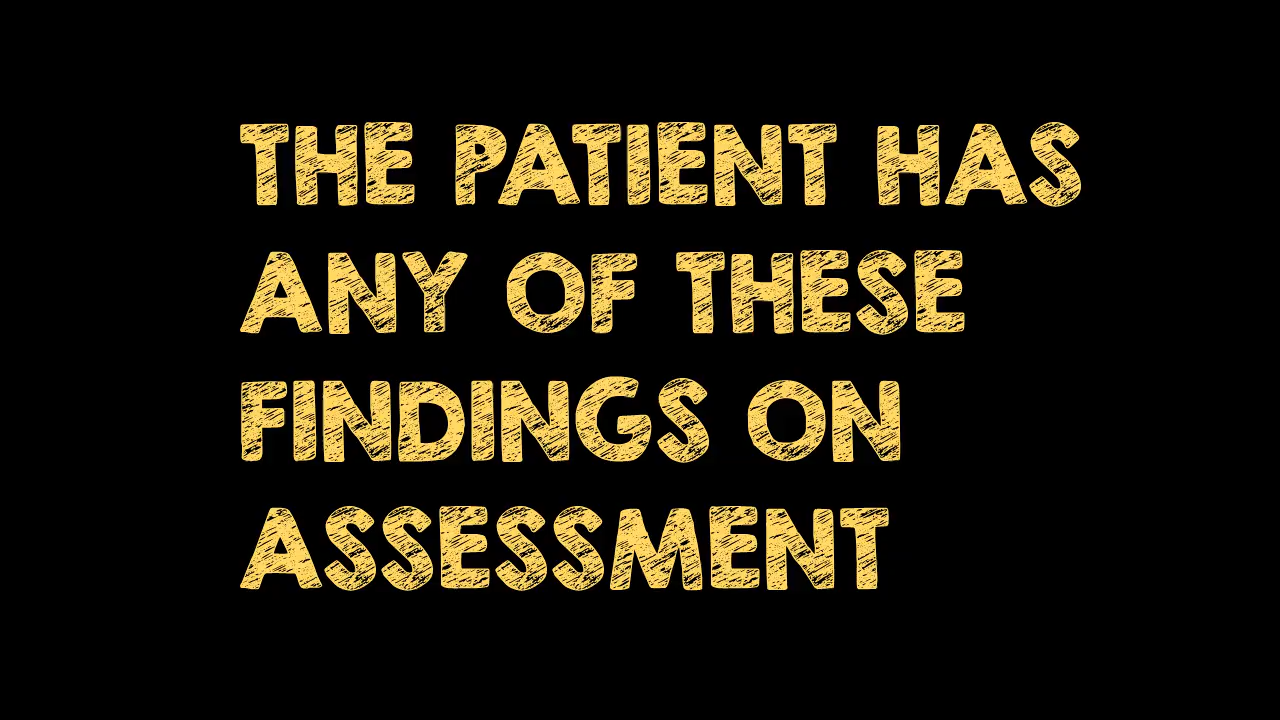 THE PATIENT HAS
ANY OF THESE
FINDINGS ON
ASSESSMENT